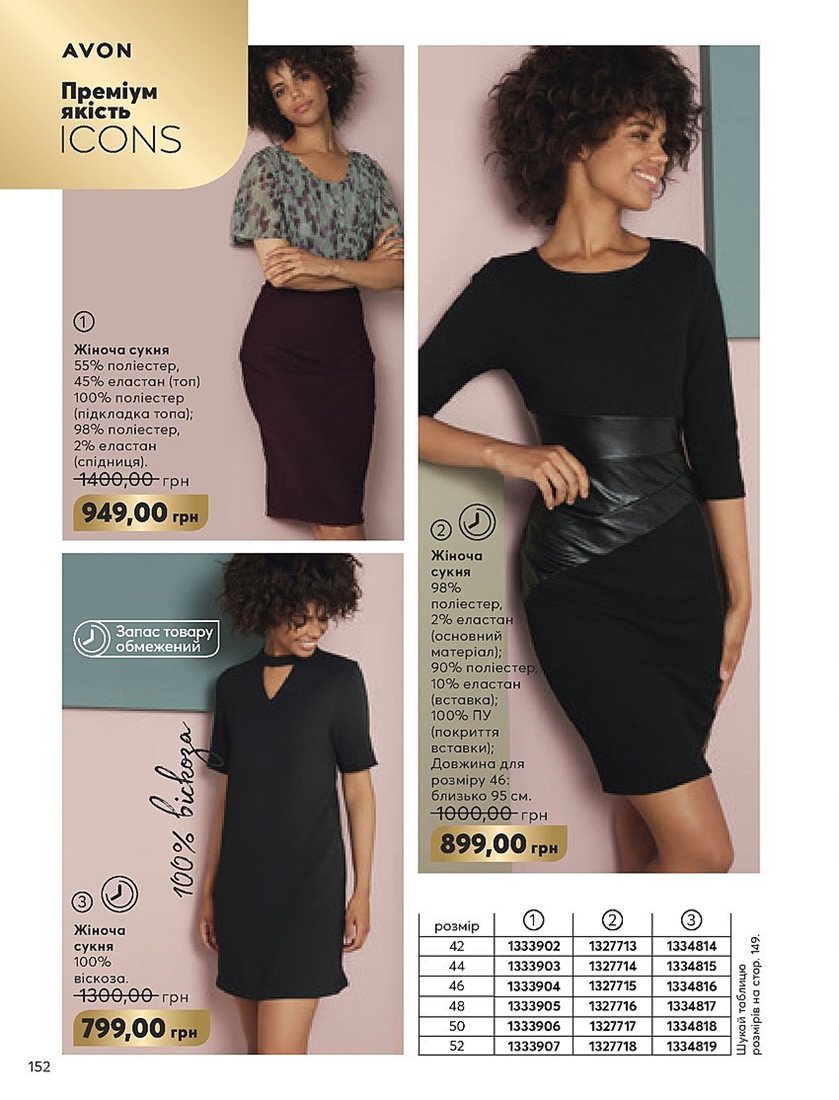 AVON
Преміум
якість
ICONS
1
Жіноча сукня
55% поліестер,
45% еластан (топ)
100% поліестер
(підкладка топа);
98% поліестер,
2% еластан
(спідниця).
1400,00 грн
949,00 грн
2
Жіноча
сукня
98%
поліестер,
2% еластан
(основний
матеріал);
90% поліестер,
10% еластан
(вставка);
100% ПУ
(покриття
вставки);
Довжина для
розміру 46:
близько 95 см.
1000,00 грн
899,00 грн
Запас товару
обмежений
100% віскоза
3
Жіноча
сукня
100%
віскоза.
1300,00 грн
799,00 грн
розмір 1 2 3
42 1333902 1327713 1334814
44 1333903 1327714 1334815
46 1333904 1327715 1334816
48 1333905 1327716 1334817
50 1333906 1327717 1334818
52 1333907 1327718 1334819
Шукай таблицю
розмірів на стор. 149.
152